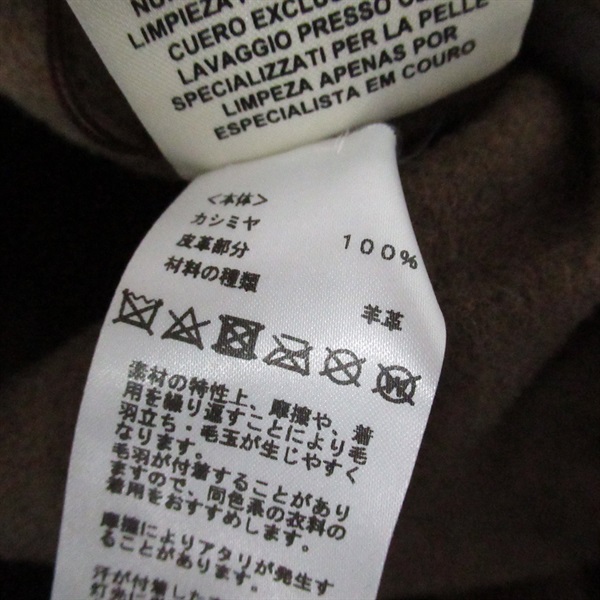 LIMPIEZA
CUERO EXCLUS
LAVAGGIO PRESSO
SPECIALIZZATI PER LA PELLE
LIMPEZA APENAS POR
ESPECIALISTA EM COURO
<本体>
カシミヤ 100%
皮革部分
材料の種類 羊革
素材の特性上、摩擦や、着
用を繰り返すことにより毛
羽立ち・毛玉が生じやすく
なります。
毛羽が付着することがあり
ますので、同色系の衣料の
着用をおすすめします。
摩擦によりアタリが発生す
ることがあります。
汗が付着した